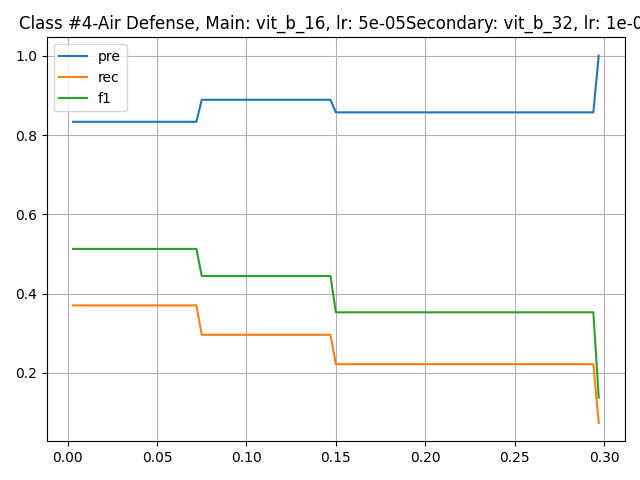 Class #4-Air Defense, Main: vit_b_16, lr: 5e-05Secondary: vit_b_32, lr: 1e-0
pre
rec
f1
1.0
0.8
0.6
0.4
0.2
0.00 0.05 0.10 0.15 0.20 0.25 0.30